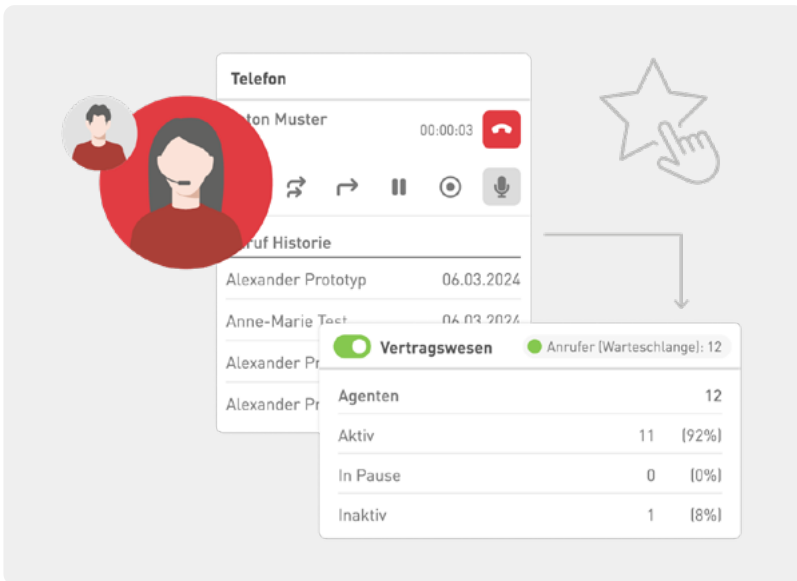 Telefon
ton Muster 00:00:03
ruf Historie
Alexander Prototyp 06.03.2024
Anne-Marie Test 06.03.2024
Alexander Pr
Alexander Pr
Vertragswesen Anrufer (Warteschlange): 12
Agenten 12
Aktiv 11 (92%)
In Pause 0 (0%)
Inaktiv 1 (8%)